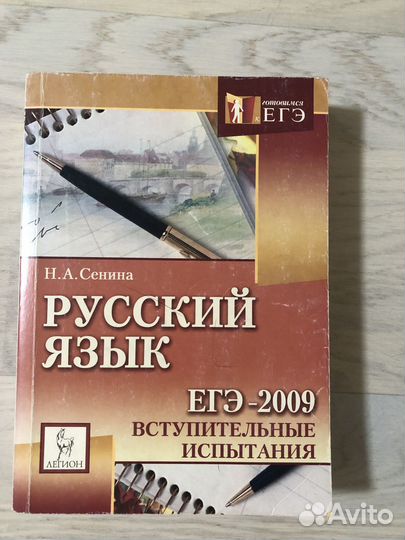 готовимся
к ЕГЭ
Н.А.Сенина
РУССКИЙ
ЯЗЫК
ЕГЭ-2009
ВСТУПИТЕЛЬНЫЕ
ИСПЫТАНИЯ
ЛЕГИОН
Avito